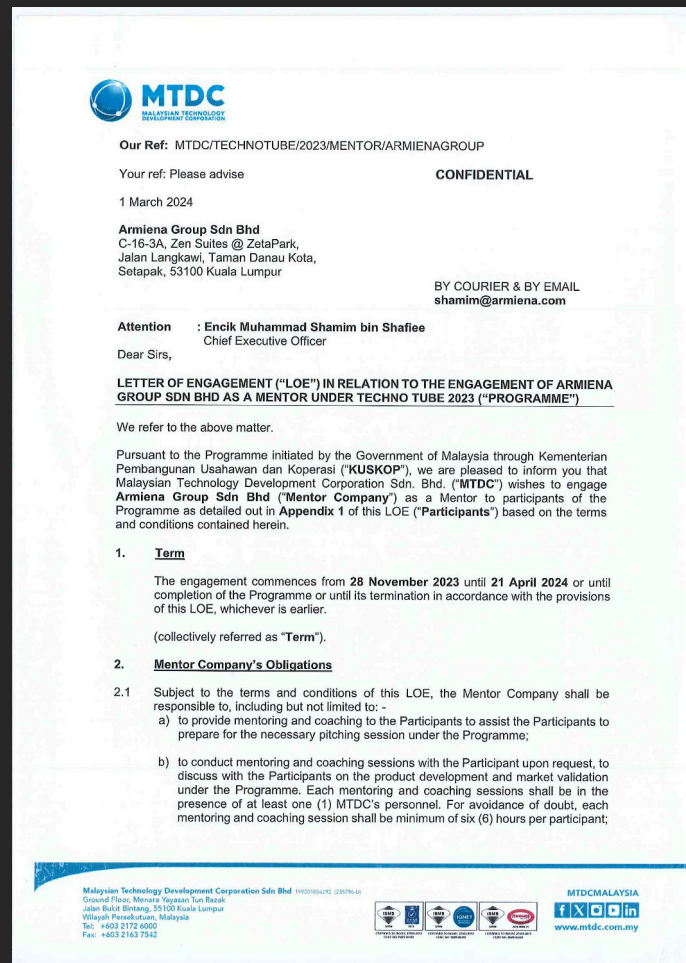 MTDC
MALAYSIAN TECHNOLOGY
DEVELOPMENT CORPORATION
Our Ref: MTDC/TECHNOTUBE/2023/MENTOR/ARMIENAGROUP
Your ref: Please advise
CONFIDENTIAL
1 March 2024
Armiena Group Sdn Bhd
C-16-3A, Zen Suites @ ZetaPark,
Jalan Langkawi, Taman Danau Kota,
Setapak, 53100 Kuala Lumpur
BY COURIER & BY EMAIL
shamim@armiena.com
Attention : Encik Muhammad Shamim bin Shafiee
Chief Executive Officer
Dear Sirs,
LETTER OF ENGAGEMENT ("LOE") IN RELATION TO THE ENGAGEMENT OF ARMIENA
GROUP SDN BHD AS A MENTOR UNDER TECHNO TUBE 2023 ("PROGRAMME")
We refer to the above matter.
Pursuant to the Programme initiated by the Government of Malaysia through Kementerian
Pembangunan Usahawan dan Koperasi ("KUSKOP"), we are pleased to inform you that
Malaysian Technology Development Corporation Sdn. Bhd. ("MTDC") wishes to engage
Armiena Group Sdn Bhd ("Mentor Company") as a Mentor to participants of the
Programme as detailed out in Appendix 1 of this LOE ("Participants") based on the terms
and conditions contained herein.
1. Term
The engagement commences from 28 November 2023 until 21 April 2024 or until
completion of the Programme or until its termination in accordance with the provisions
of this LOE, whichever is earlier.
(collectively referred as "Term").
2. Mentor Company's Obligations
2.1 Subject to the terms and conditions of this LOE, the Mentor Company shall be
responsible to, including but not limited to: -
a) to provide mentoring and coaching to the Participants to assist the Participants to
prepare for the necessary pitching session under the Programme;
b) to conduct mentoring and coaching sessions with the Participant upon request, to
discuss with the Participants on the product development and market validation
under the Programme. Each mentoring and coaching sessions shall be in the
presence of at least one (1) MTDC's personnel. For avoidance of doubt, each
mentoring and coaching session shall be minimum of six (6) hours per participant;
Malaysian Technology Development Corporation Sdn Bhd
Ground Floor, Menara Yayasan Tun Razak
Jalan Bukit Bintang, 55100 Kuala Lumpur
Wilayah Persekutuan, Malaysia
Tel: +603 2172 6000
Fax: +603 2163 7542
MTDCMALAYSIA
www.mtdc.com.my